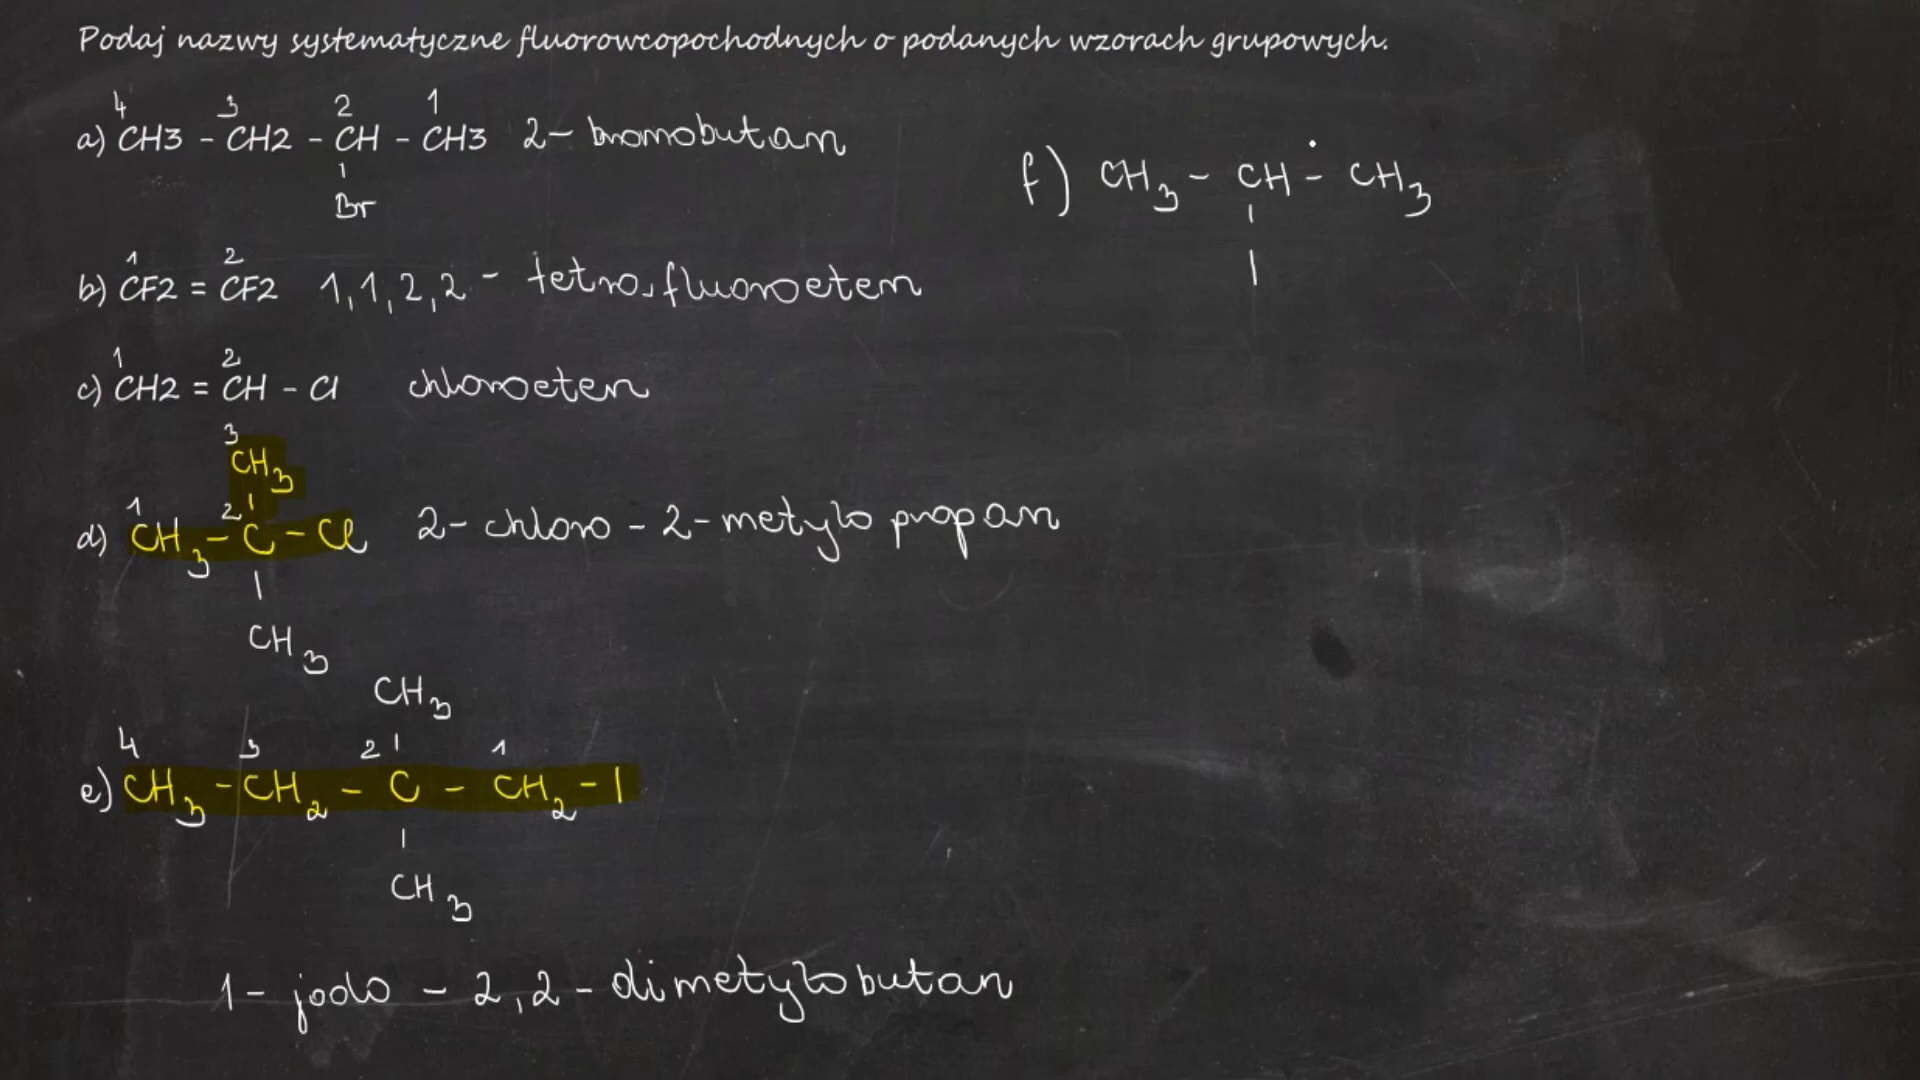 Podaj nazwy systematyczne fluorowcopochodnych o podanych wzorach grupowych.
4 3 2 1
a) CH3 - CH2 - CH - CH3 2- bromobutan
Br
1 2
b) CF2 = CF2 1,1,2,2 - tetrafluoroeten
1 2
c) CH2 = CH - Cl chloroeten
3
CH3
1 2
d) CH3 - C - Cl 2- chloro - 2-metylopropan
CH3
CH3
4 3 2 1
e) CH3 - CH2 - C - CH2 - I
CH3
1- jodo - 2,2-dimetylobutan
f) CH3 - CH - CH3
I